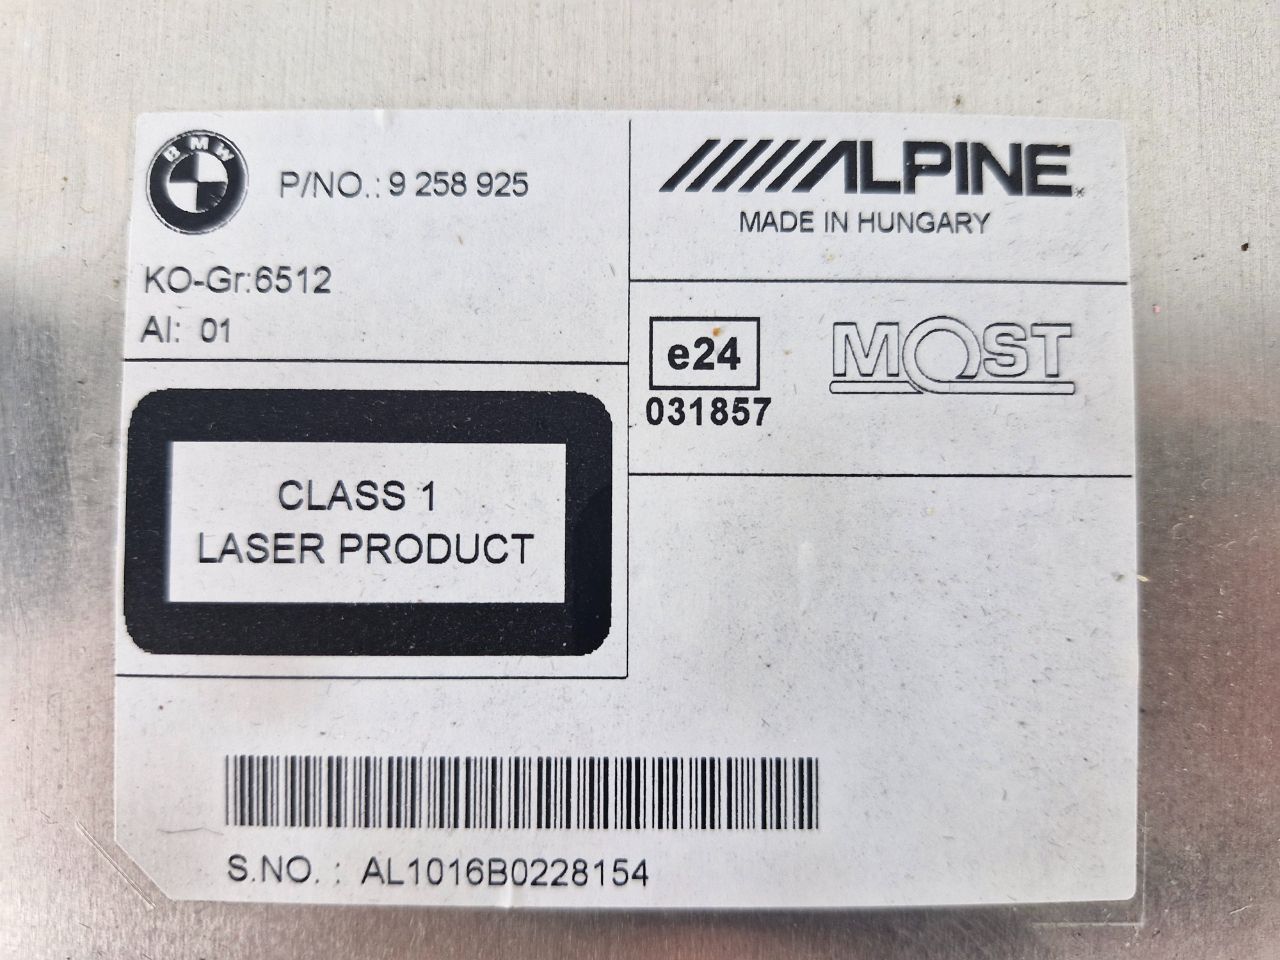 BMW
P/NO.: 9 258 925
KO-Gr:6512
AI: 01
ALPINE
MADE IN HUNGARY
e24
031857
MOST
CLASS 1
LASER PRODUCT
S.NO. : AL1016B0228154